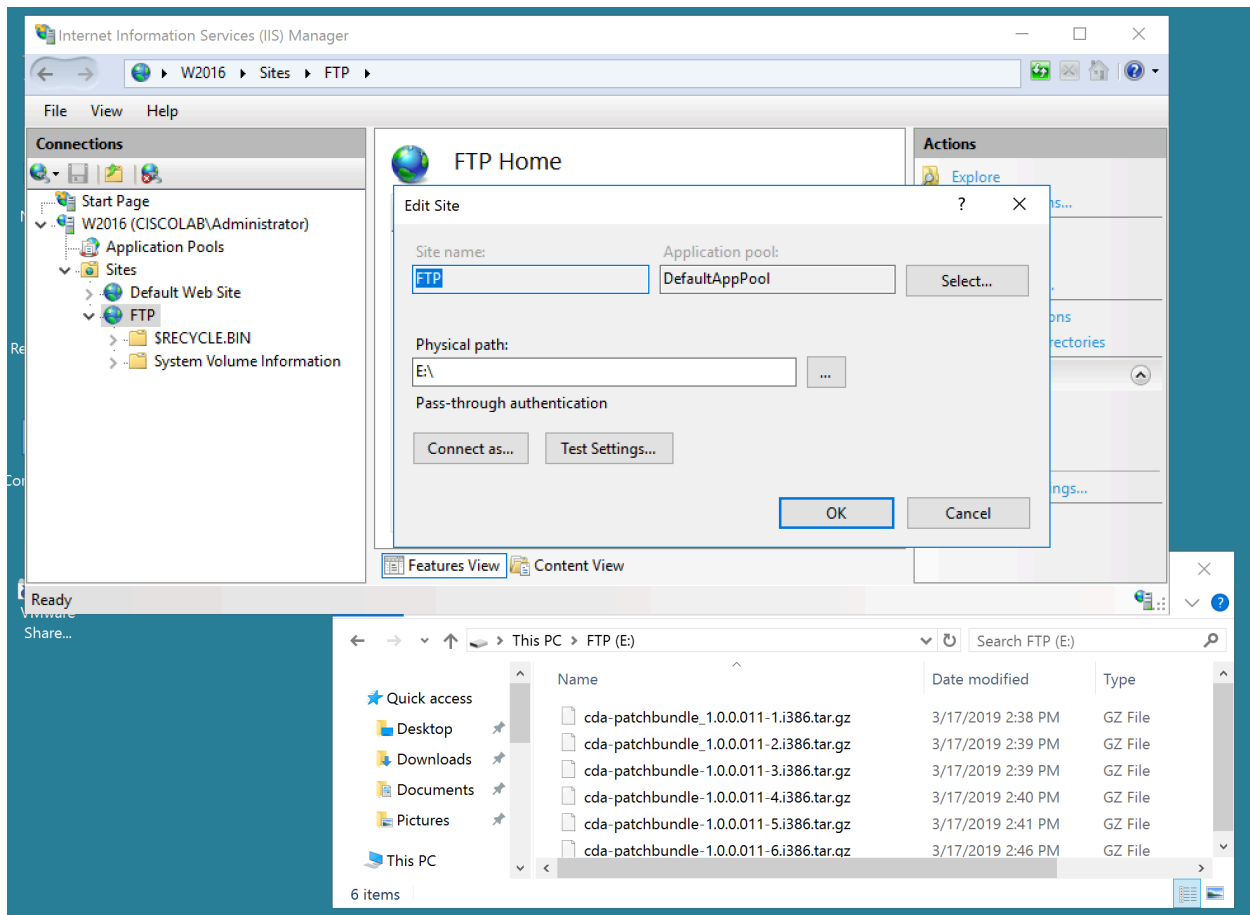 Internet Information Services (IIS) Manager
W2016 Sites FTP
File View Help
Connections
Start Page
W2016 (CISCOLAB\Administrator)
Application Pools
Sites
Default Web Site
FTP
$RECYCLE.BIN
System Volume Information
FTP Home
Actions
Explore
Edit Site
?
Site name:
Application pool:
FTP
DefaultAppPool
Select...
Physical path:
E:\
...
Pass-through authentication
Connect as...
Test Settings...
OK
Cancel
ns...
ons
rectories
ngs...
Features View
Content View
Ready
Re
Cor
VMware
Share...
This PC FTP (E:)
Search FTP (E:)
Quick access
Desktop
Downloads
Documents
Pictures
This PC
Name Date modified Type
cda-patchbundle_1.0.0.011-1.i386.tar.gz 3/17/2019 2:38 PM GZ File
cda-patchbundle_1.0.0.011-2.i386.tar.gz 3/17/2019 2:39 PM GZ File
cda-patchbundle-1.0.0.011-3.i386.tar.gz 3/17/2019 2:39 PM GZ File
cda-patchbundle-1.0.0.011-4.i386.tar.gz 3/17/2019 2:40 PM GZ File
cda-patchbundle-1.0.0.011-5.i386.tar.gz 3/17/2019 2:41 PM GZ File
cda-patchbundle-1.0.0.011-6.i386.tar.gz 3/17/2019 2:46 PM GZ File
6 items